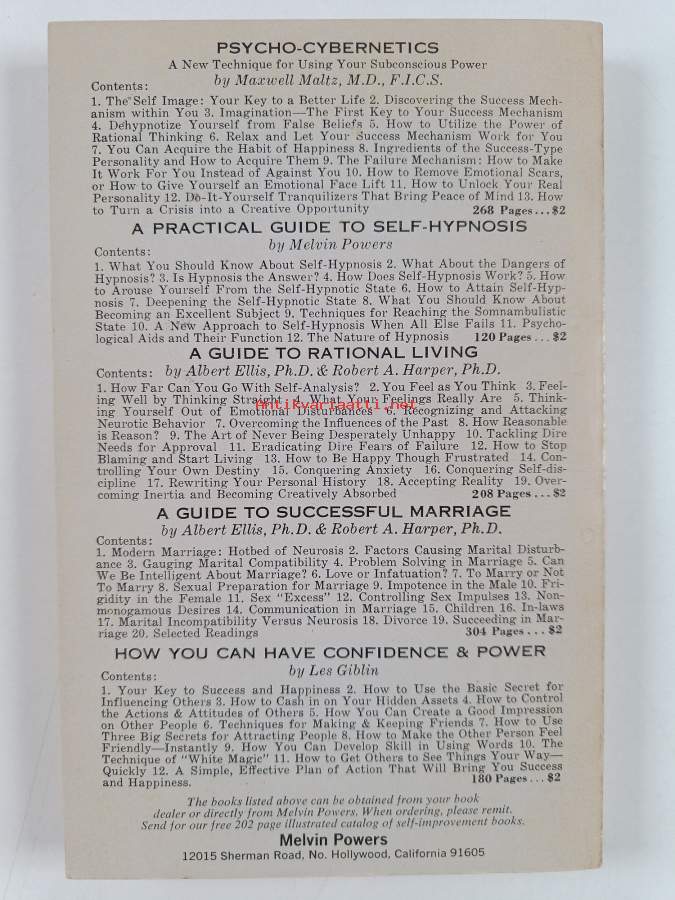 PSYCHO-CYBERNETICS
A New Technique for Using Your Subconscious Power
by Maxwell Maltz, M.D., F.I.C.S.
Contents:
1. The Self Image: Your Key to a Better Life 2. Discovering the Success Mech-
anism within You 3. Imagination—The First Key to Your Success Mechanism
4. Dehypnotize Yourself from False Beliefs 5. How to Utilize the Power of
Rational Thinking 6. Relax and Let Your Success Mechanism Work for You
7. You Can Acquire the Habit of Happiness 8. Ingredients of the Success-Type
Personality and How to Acquire Them 9. The Failure Mechanism: How to Make
It Work For You Instead of Against You 10. How to Remove Emotional Scars,
or How to Give Yourself an Emotional Face Lift 11. How to Unlock Your Real
Personality 12. Do-It-Yourself Tranquilizers That Bring Peace of Mind 13. How
to Turn a Crisis into a Creative Opportunity 268 Pages...$2
A PRACTICAL GUIDE TO SELF-HYPNOSIS
by Melvin Powers
Contents:
1. What You Should Know About Self-Hypnosis 2. What About the Dangers of
Hypnosis? 3. Is Hypnosis the Answer? 4. How Does Self-Hypnosis Work? 5. How
to Arouse Yourself From the Self-Hypnotic State 6. How to Attain Self-Hyp-
nosis 7. Deepening the Self-Hypnotic State 8. What You Should Know About
Becoming an Excellent Subject 9. Techniques for Reaching the Somnambulistic
State 10. A New Approach to Self-Hypnosis When All Else Fails 11. Psycho-
logical Aids and Their Function 12. The Nature of Hypnosis 120 Pages...$2
A GUIDE TO RATIONAL LIVING
Contents: by Albert Ellis, Ph.D. & Robert A. Harper, Ph.D.
1. How Far Can You Go With Self-Analysis? 2. You Feel as You Think 3. Feel-
ing Well by Thinking Straight 4. What Your Feelings Really Are 5. Think-
Antikvariaatti.net
ing Yourself Out of Emotional Disturbances 6. Recognizing and Attacking
Neurotic Behavior 7. Overcoming the Influences of the Past 8. How Reasonable
is Reason? 9. The Art of Never Being Desperately Unhappy 10. Tackling Dire
Needs for Approval 11. Eradicating Dire Fears of Failure 12. How to Stop
Blaming and Start Living 13. How to Be Happy Though Frustrated 14. Con-
trolling Your Own Destiny 15. Conquering Anxiety 16. Conquering Self-dis-
cipline 17. Rewriting Your Personal History 18. Accepting Reality 19. Over-
coming Inertia and Becoming Creatively Absorbed 208 Pages...$2
A GUIDE TO SUCCESSFUL MARRIAGE
by Albert Ellis, Ph.D. & Robert A. Harper, Ph.D.
Contents:
1. Modern Marriage: Hotbed of Neurosis 2. Factors Causing Marital Disturb-
ance 3. Gauging Marital Compatibility 4. Problem Solving in Marriage 5. Can
We Be Intelligent About Marriage? 6. Love or Infatuation? 7. To Marry or Not
To Marry 8. Sexual Preparation for Marriage 9. Impotence in the Male 10. Fri-
gidity in the Female 11. Sex "Excess" 12. Controlling Sex Impulses 13. Non-
monogamous Desires 14. Communication in Marriage 15. Children 16. In-laws
17. Marital Incompatibility Versus Neurosis 18. Divorce 19. Succeeding in Mar-
riage 20. Selected Readings 304 Pages...$2
HOW YOU CAN HAVE CONFIDENCE & POWER
by Les Giblin
Contents:
1. Your Key to Success and Happiness 2. How to Use the Basic Secret for
Influencing Others 3. How to Cash in on Your Hidden Assets 4. How to Control
the Actions & Attitudes of Others 5. How You Can Create a Good Impression
on Other People 6. Techniques for Making & Keeping Friends 7. How to Use
Three Big Secrets for Attracting People 8. How to Make the Other Person Feel
Friendly—Instantly 9. How You Can Develop Skill in Using Words 10. The
Technique of "White Magic" 11. How to Get Others to See Things Your Way—
Quickly 12. A Simple, Effective Plan of Action That Will Bring You Success
and Happiness. 180 Pages...$2
The books listed above can be obtained from your book
dealer or directly from Melvin Powers. When ordering, please remit.
Send for our free 202 page illustrated catalog of self-improvement books.
Melvin Powers
12015 Sherman Road, No. Hollywood, California 91605